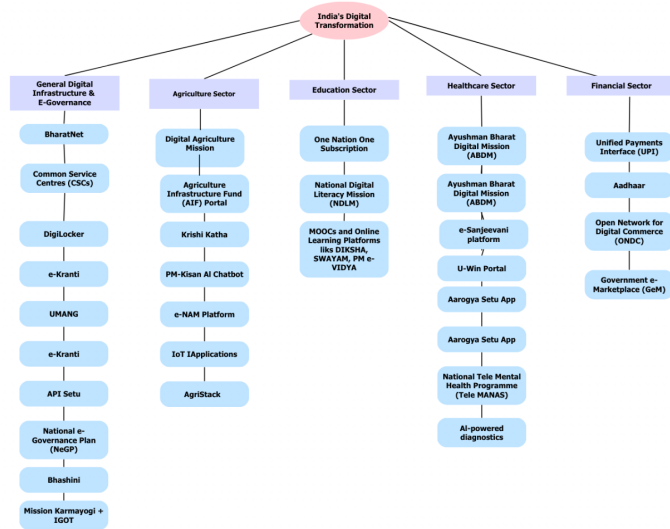 India's Digital
Transformation
General Digital
Infrastructure &
E-Governance
BharatNet
Common Service
Centres (CSCs)
DigiLocker
e-Kranti
UMANG
e-Kranti
API Setu
National e-
Governance Plan
(NeGP)
Bhashini
Mission Karmayogi +
IGOT
Agriculture Sector
Digital Agriculture
Mission
Agriculture
Infrastructure Fund
(AIF) Portal
Krishi Katha
PM-Kisan AI Chatbot
e-NAM Platform
IoT IApplications
AgriStack
Education Sector
One Nation One
Subscription
National Digital
Literacy Mission
(NDLM)
MOOCs and Online
Learning Platforms
liks DIKSHA,
SWAYAM, PM e-
VIDYA
Healthcare Sector
Ayushman Bharat
Digital Mission
(ABDM)
Ayushman Bharat
Digital Mission
(ABDM)
e-Sanjeevani
platform
U-Win Portal
Aarogya Setu App
Aarogya Setu App
National Tele Mental
Health Programme
(Tele MANAS)
AI-powered
diagnostics
Financial Sector
Unified Payments
Interface (UPI)
Aadhaar
Open Network for
Digital Commerce
(ONDC)
Government e-
Marketplace (GeM)